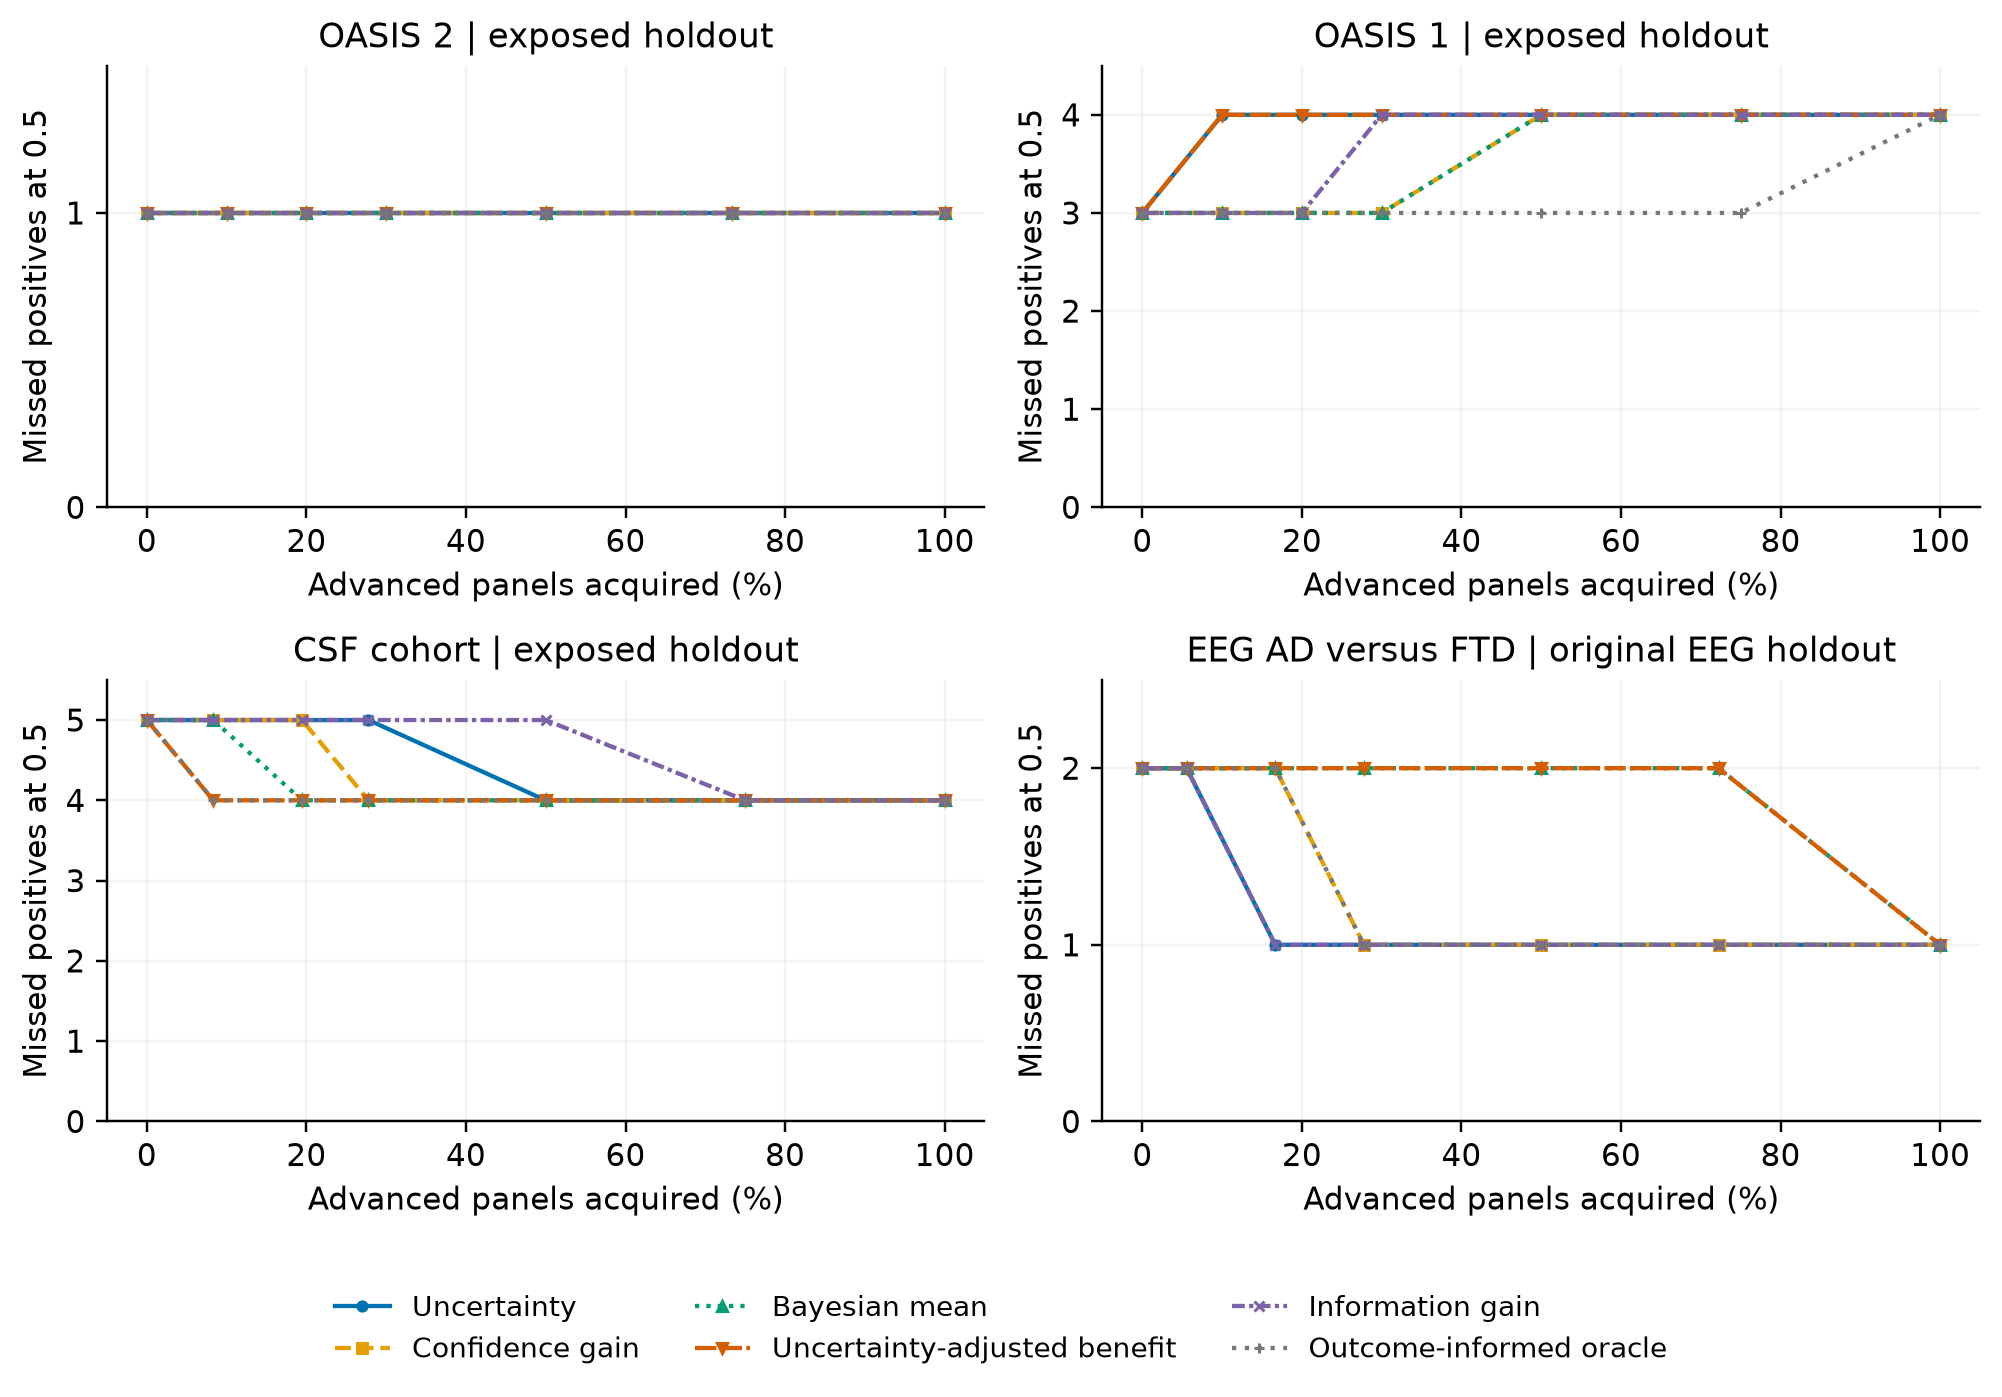 OASIS 2 | exposed holdout
Missed positives at 0.5
1
0
0 20 40 60 80 100
Advanced panels acquired (%)
OASIS 1 | exposed holdout
Missed positives at 0.5
4
3
2
1
0
0 20 40 60 80 100
Advanced panels acquired (%)
CSF cohort | exposed holdout
Missed positives at 0.5
5
4
3
2
1
0
0 20 40 60 80 100
Advanced panels acquired (%)
EEG AD versus FTD | original EEG holdout
Missed positives at 0.5
2
1
0
0 20 40 60 80 100
Advanced panels acquired (%)
Uncertainty
Confidence gain
Bayesian mean
Uncertainty-adjusted benefit
Information gain
Outcome-informed oracle